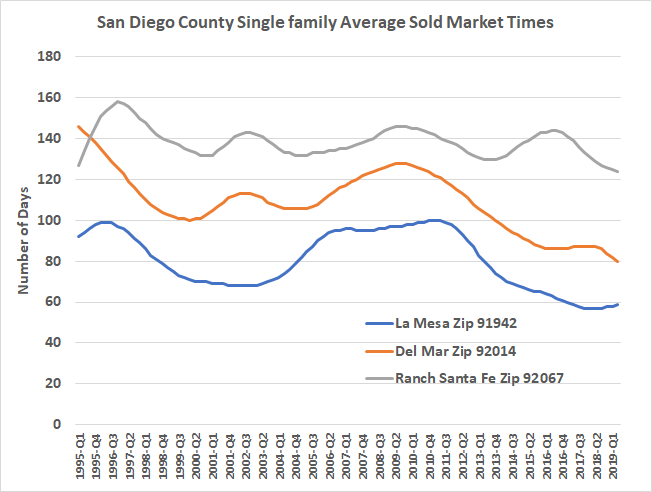 San Diego County Single family Average Sold Market Times
180
160
140
120
100
80
60
40
20
0
Number of Days
La Mesa Zip 91942
Del Mar Zip 92014
Ranch Santa Fe Zip 92067
1995-Q1
1995-Q4
1996-Q3
1997-Q2
1998-Q1
1998-Q4
1999-Q3
2000-Q2
2001-Q1
2001-Q4
2002-Q3
2003-Q2
2004-Q1
2004-Q4
2005-Q3
2006-Q2
2007-Q1
2007-Q4
2008-Q3
2009-Q2
2010-Q1
2010-Q4
2011-Q3
2012-Q2
2013-Q1
2013-Q4
2014-Q3
2015-Q2
2016-Q1
2016-Q4
2017-Q3
2018-Q2
2019-Q1